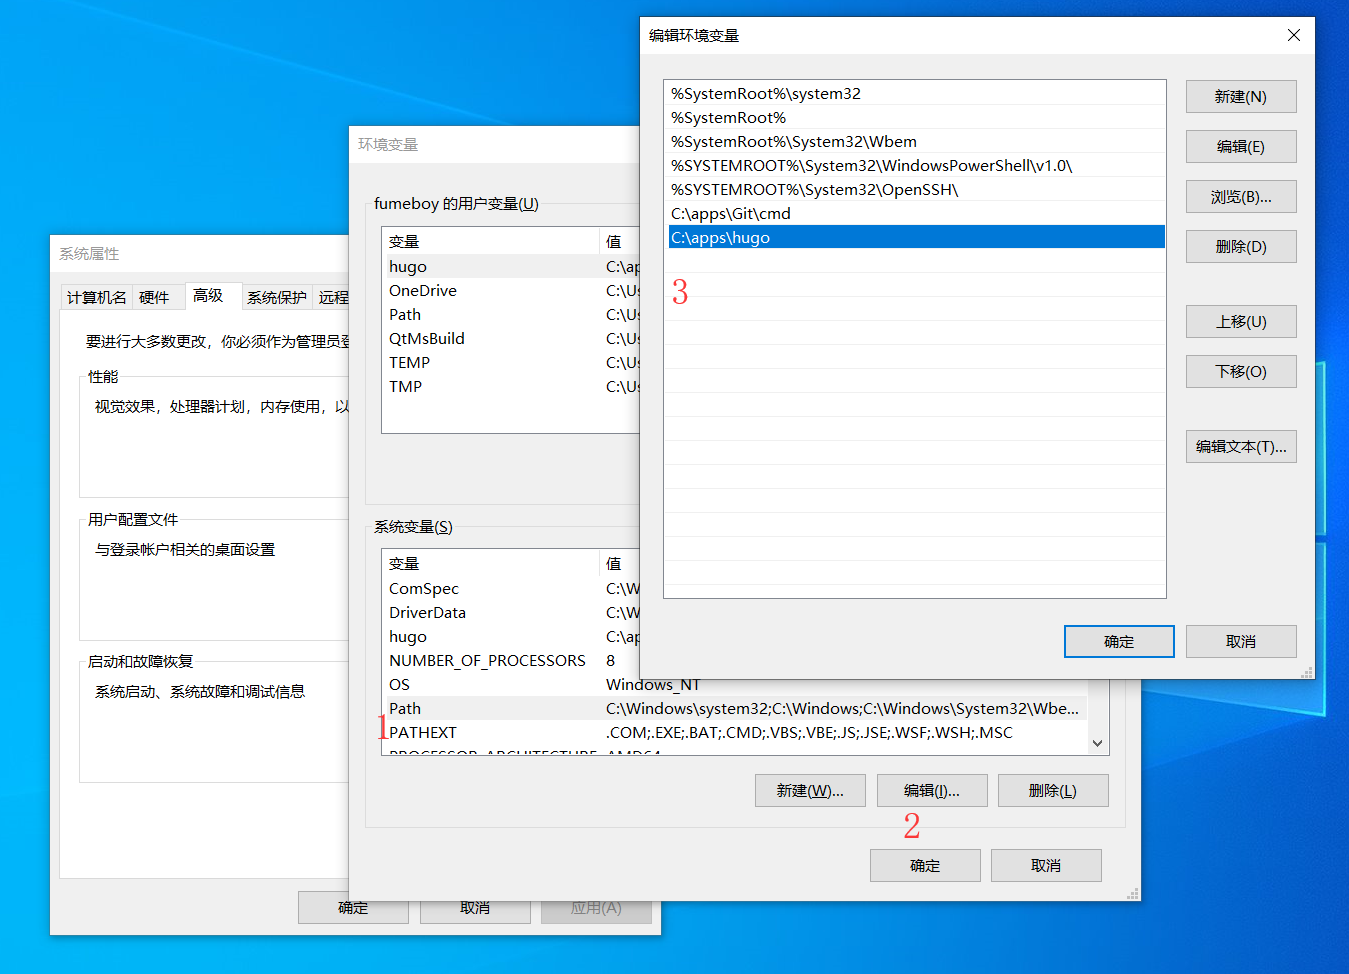 系统属性
计算机名
硬件
高级
系统保护
远程
要进行大多数更改，你必须作为管理员登
性能
视觉效果，处理器计划，内存使用，以
用户配置文件
与登录帐户相关的桌面设置
启动和故障恢复
系统启动、系统故障和调试信息
确定
取消
应用(A)
环境变量
fumeboy 的用户变量(U)
变量 值
hugo C:\ap
OneDrive C:\Us
Path C:\Us
QtMsBuild C:\Us
TEMP C:\Us
TMP C:\Us
系统变量(S)
变量 值
ComSpec C:\W
DriverData C:\W
hugo C:\ap
NUMBER_OF_PROCESSORS 8
OS Windows_NT
Path C:\Windows\system32;C:\Windows;C:\Windows\System32\Wbe...
1
PATHEXT .COM;.EXE;.BAT;.CMD;.VBS;.VBE;.JS;.JSE;.WSF;.WSH;.MSC
PROCESSOR_ARCHITECTURE AMD64
新建(W)...
编辑(I)...
删除(L)
2
确定
取消
编辑环境变量
%SystemRoot%\system32
%SystemRoot%
%SystemRoot%\System32\Wbem
%SYSTEMROOT%\System32\WindowsPowerShell\v1.0\
%SYSTEMROOT%\System32\OpenSSH\
C:\apps\Git\cmd
C:\apps\hugo
3
新建(N)
编辑(E)
浏览(B)...
删除(D)
上移(U)
下移(O)
编辑文本(T)...
确定
取消